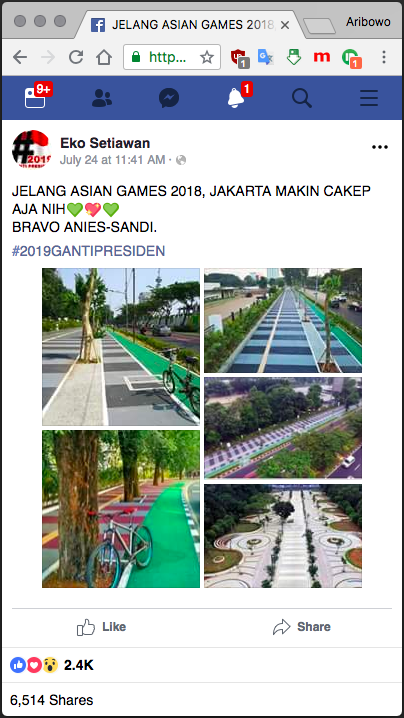 JELANG ASIAN GAMES 2018
Aribowo
http...
1
1
9+
1
#2019
Eko Setiawan
July 24 at 11:41 AM ·
JELANG ASIAN GAMES 2018, JAKARTA MAKIN CAKEP
AJA NIH💚💖💚
BRAVO ANIES-SANDI.
#2019GANTIPRESIDEN
Like
Share
2.4K
6,514 Shares